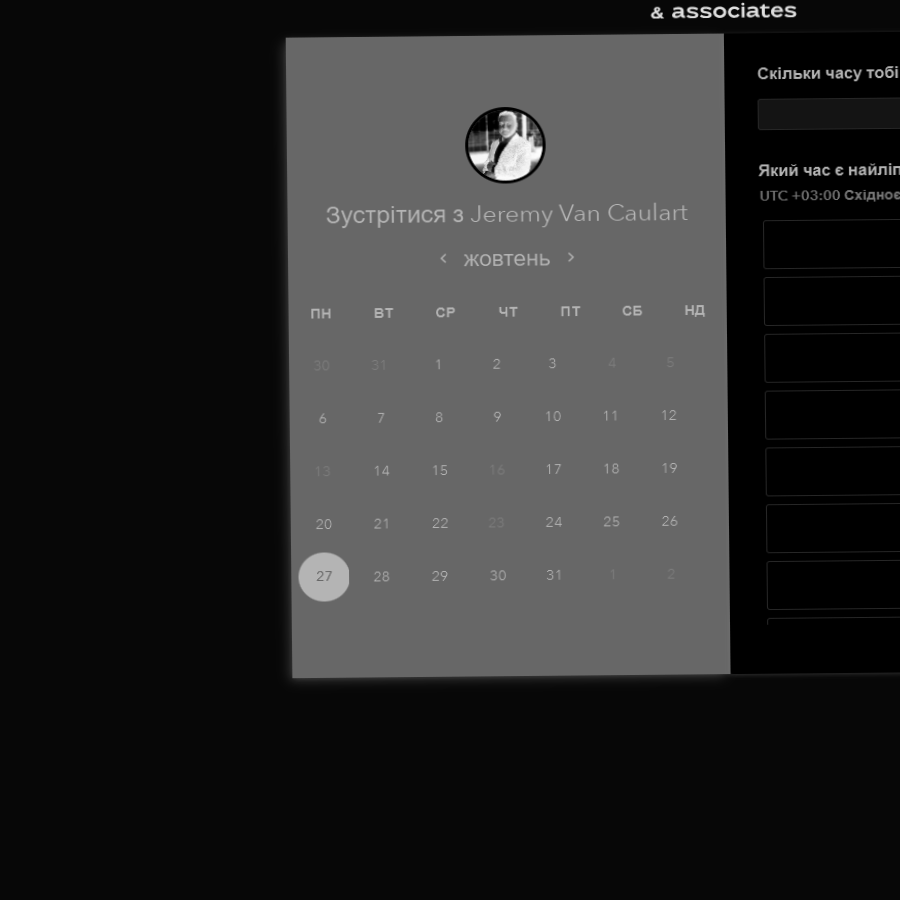 & associates
Зустрітися з Jeremy Van Caulart
жовтень
ПН ВТ СР ЧТ ПТ СБ НД
30 31 1 2 3 4 5
6 7 8 9 10 11 12
13 14 15 16 17 18 19
20 21 22 23 24 25 26
27 28 29 30 31 1 2
Скільки часу тобі
Який час є
UTC +03:00